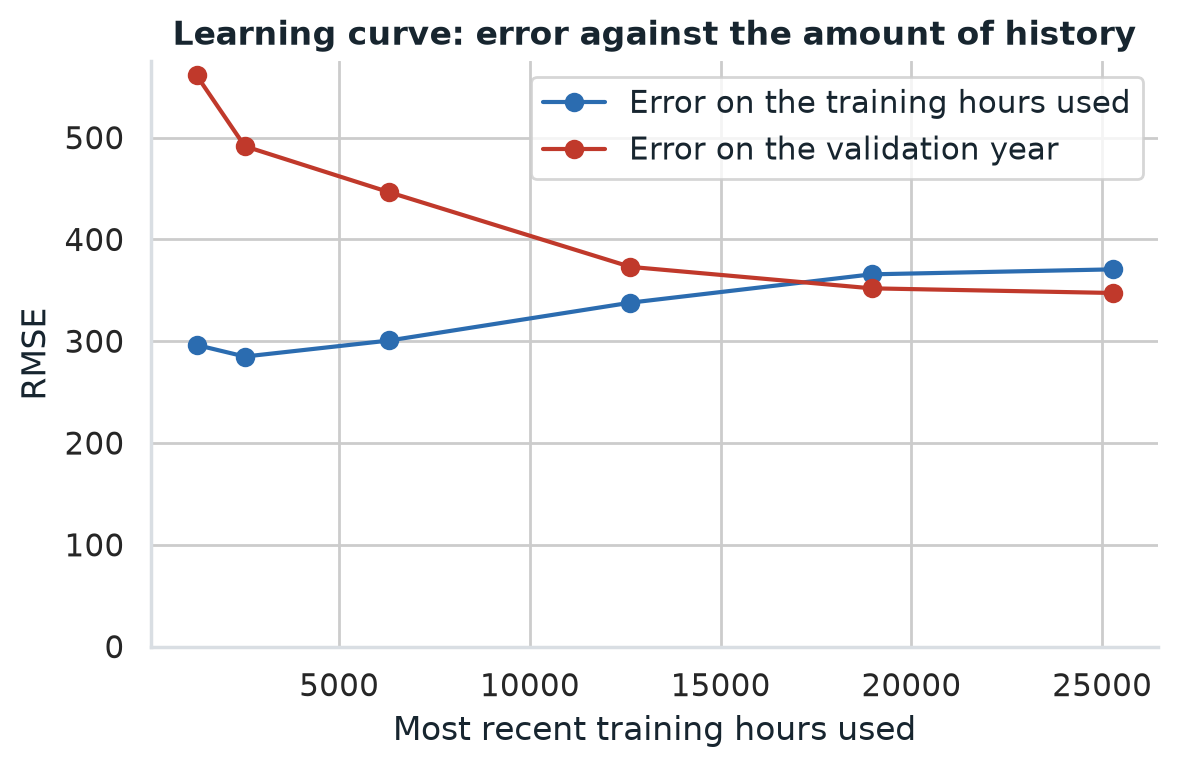 Learning curve: error against the amount of history
Error on the training hours used
Error on the validation year
RMSE
500
400
300
200
100
0
5000 10000 15000 20000 25000
Most recent training hours used